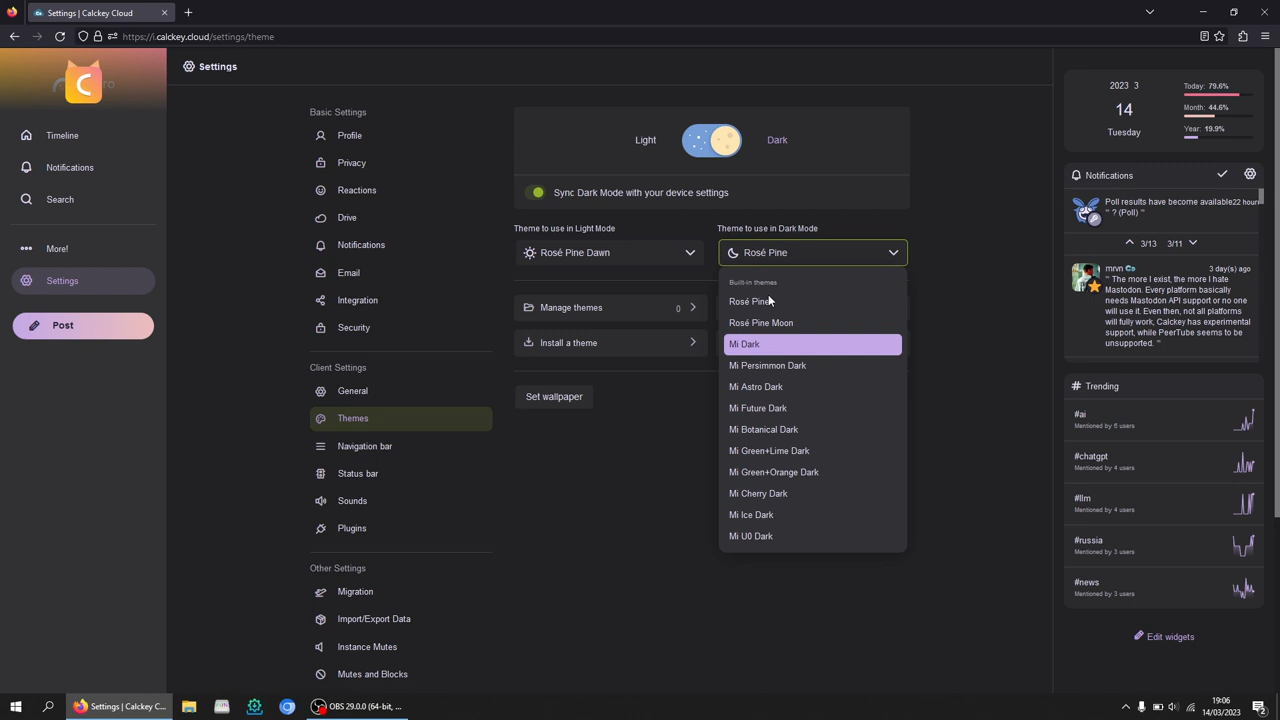 Settings | Calckey Cloud
https://i.calckey.cloud/settings/theme
Timeline
Notifications
Search
More!
Settings
Post
Settings
Basic Settings
Profile
Privacy
Reactions
Drive
Notifications
Email
Integration
Security
Client Settings
General
Themes
Navigation bar
Status bar
Sounds
Plugins
Other Settings
Migration
Import/Export Data
Instance Mutes
Mutes and Blocks
Light
Dark
Sync Dark Mode with your device settings
Theme to use in Light Mode
Rosé Pine Dawn
Theme to use in Dark Mode
Rosé Pine
Manage themes 0
Install a theme
Set wallpaper
Built-in themes
Rosé Pine
Rosé Pine Moon
Mi Dark
Mi Persimmon Dark
Mi Astro Dark
Mi Future Dark
Mi Botanical Dark
Mi Green+Lime Dark
Mi Green+Orange Dark
Mi Cherry Dark
Mi Ice Dark
Mi U0 Dark
2023 3
14
Tuesday
Today: 79.6%
Month: 44.6%
Year: 19.9%
Notifications
Poll results have become available 22 hour
" ? (Poll) "
3/13 3/11
mrvn 3 day(s) ago
" The more I exist, the more I hate
Mastodon. Every platform basically
needs Mastodon API support or no one
will use it. Even then, not all platforms
will fully work, Calckey has experimental
support, while PeerTube seems to be
unsupported. "
Trending
#ai
Mentioned by 6 users
#chatgpt
Mentioned by 4 users
#llm
Mentioned by 4 users
#russia
Mentioned by 3 users
#news
Mentioned by 3 users
Edit widgets
Settings | Calckey C...
OBS 29.0.0 (64-bit, ...
19:06
14/03/2023